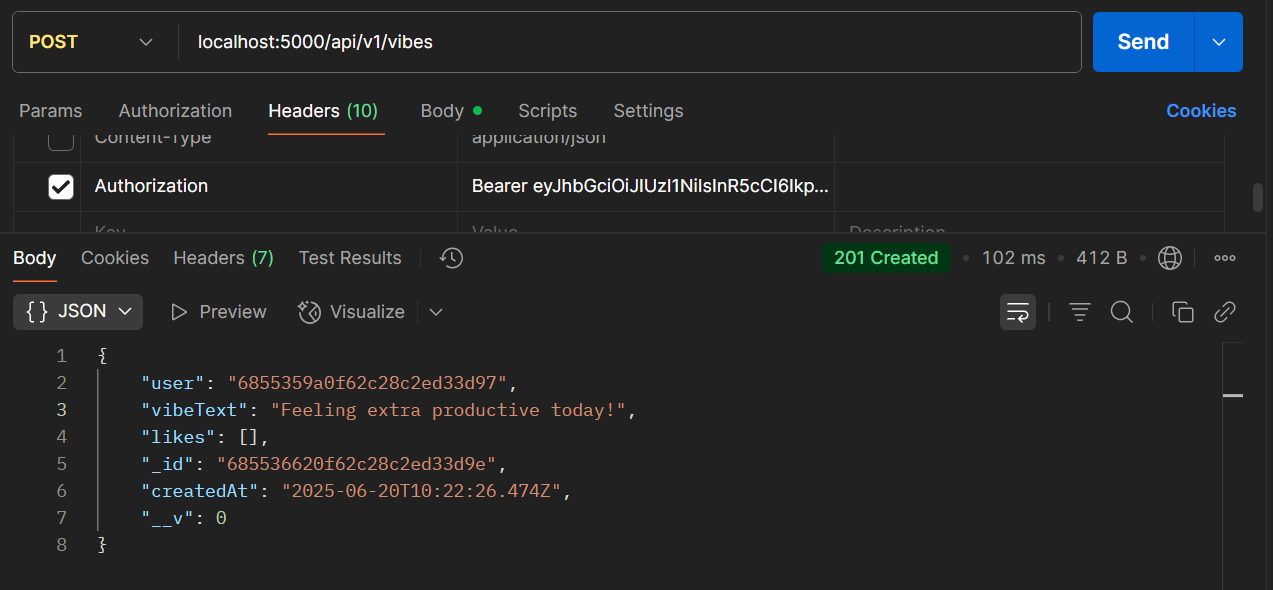 POST localhost:5000/api/v1/vibes Send
Params Authorization Headers (10) Body Scripts Settings Cookies
Content-Type application/json
Authorization Bearer eyJhbGciOiJIUzI1NiIsInR5cCI6Ikp...
Key Value Description
Body Cookies Headers (7) Test Results 201 Created 102 ms 412 B
{} JSON Preview Visualize
1 {
2 "user": "6855359a0f62c28c2ed33d97",
3 "vibeText": "Feeling extra productive today!",
4 "likes": [],
5 "_id": "685536620f62c28c2ed33d9e",
6 "createdAt": "2025-06-20T10:22:26.474Z",
7 "__v": 0
8 }